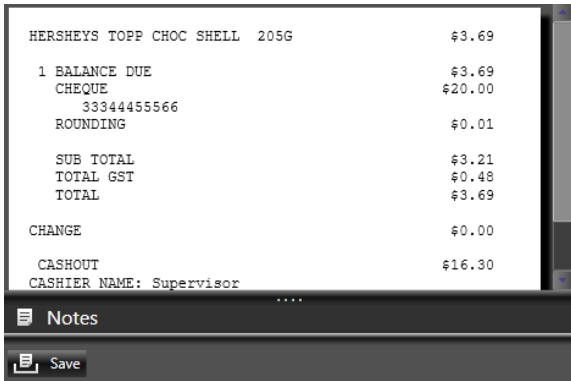 HERSHEYS TOPP CHOC SHELL 205G $3.69
1 BALANCE DUE $3.69
CHEQUE $20.00
33344455566
ROUNDING $0.01
SUB TOTAL $3.21
TOTAL GST $0.48
TOTAL $3.69
CHANGE $0.00
CASHOUT $16.30
CASHIER NAME: Supervisor
Notes
Save